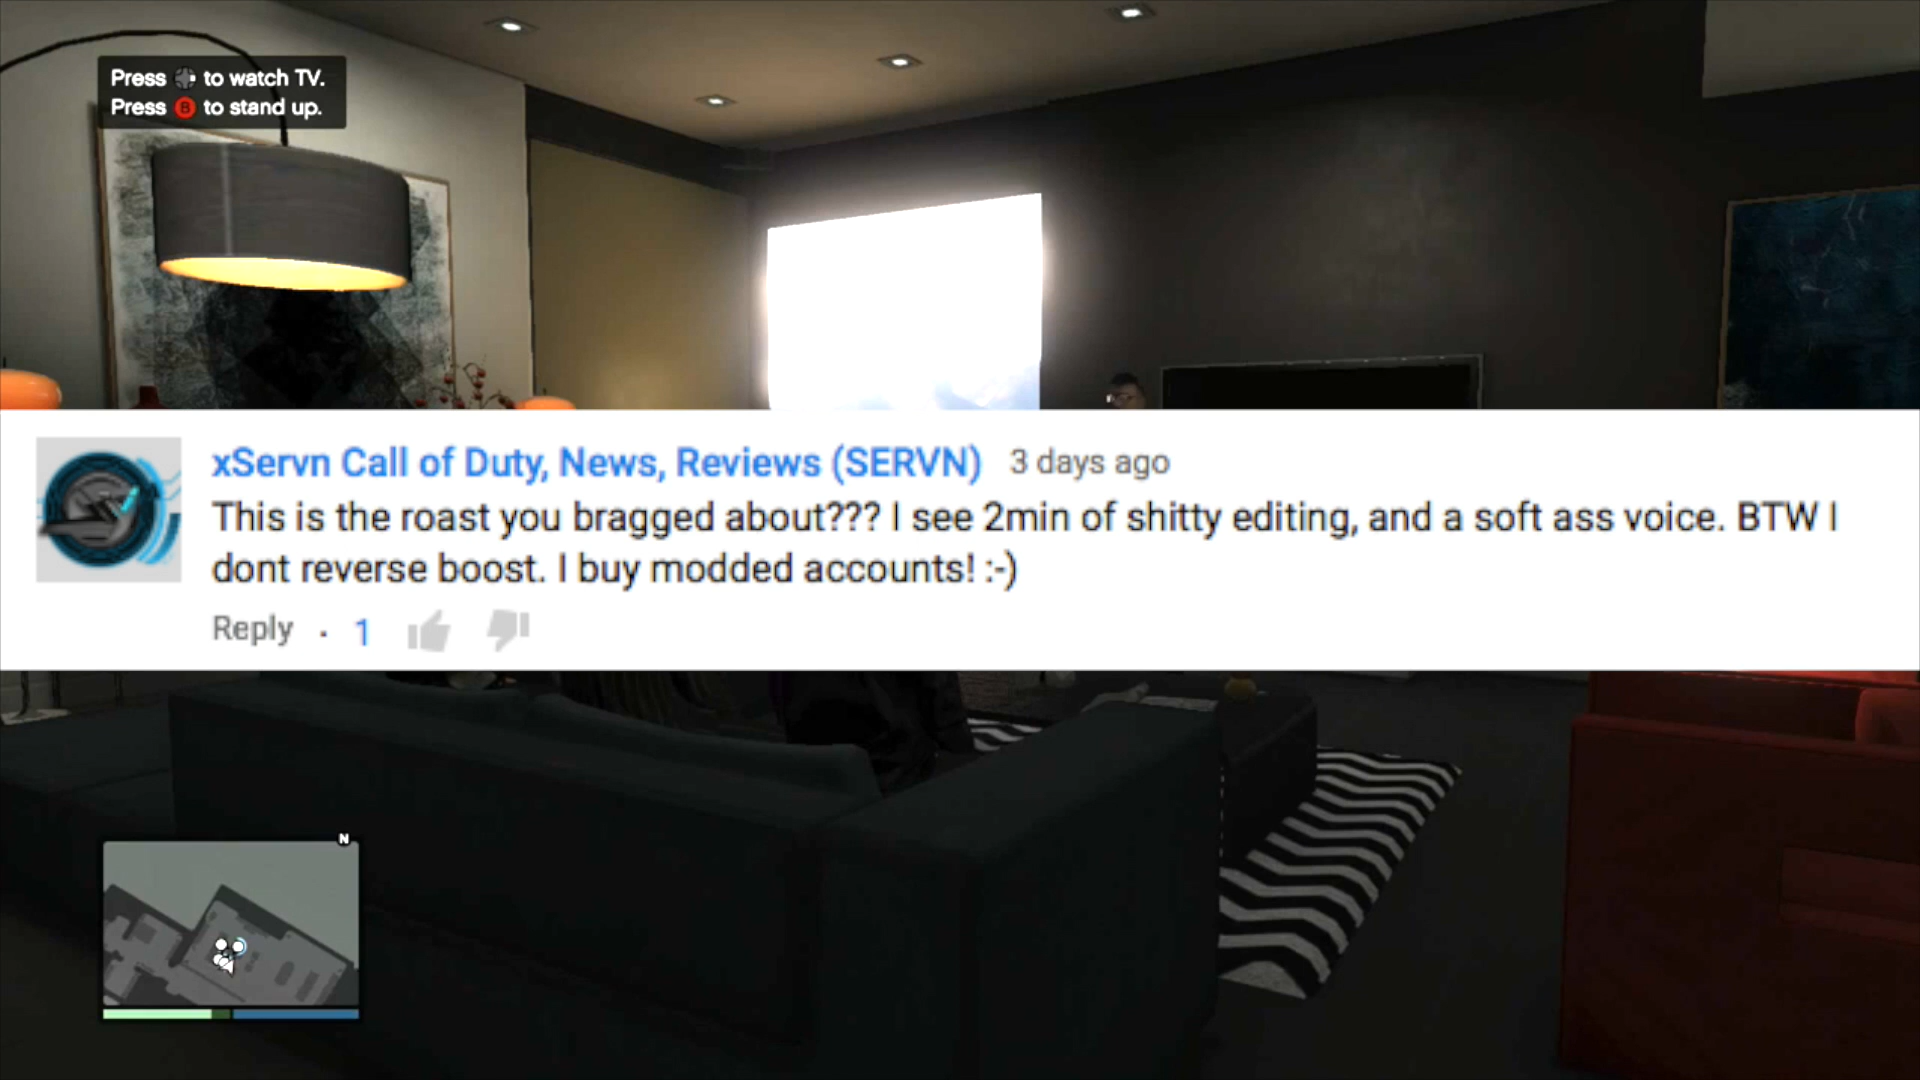 Press to watch TV.
Press B to stand up.
xServn Call of Duty, News, Reviews (SERVN) 3 days ago
This is the roast you bragged about??? I see 2min of shitty editing, and a soft ass voice. BTW I
dont reverse boost. I buy modded accounts! :-)
Reply · 1
N